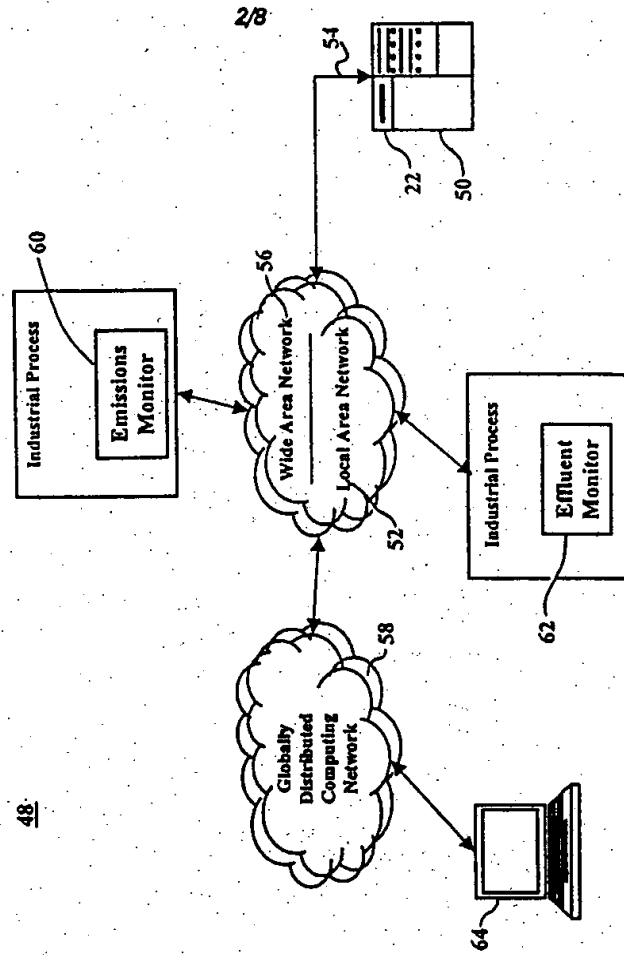 2/8
48
Industrial Process
Emissions
Monitor
60
Wide Area Network
56
Local Area Network
52
54
22
50
Globally
Distributed
Computing
Network
58
Industrial Process
Effluent
Monitor
62
64